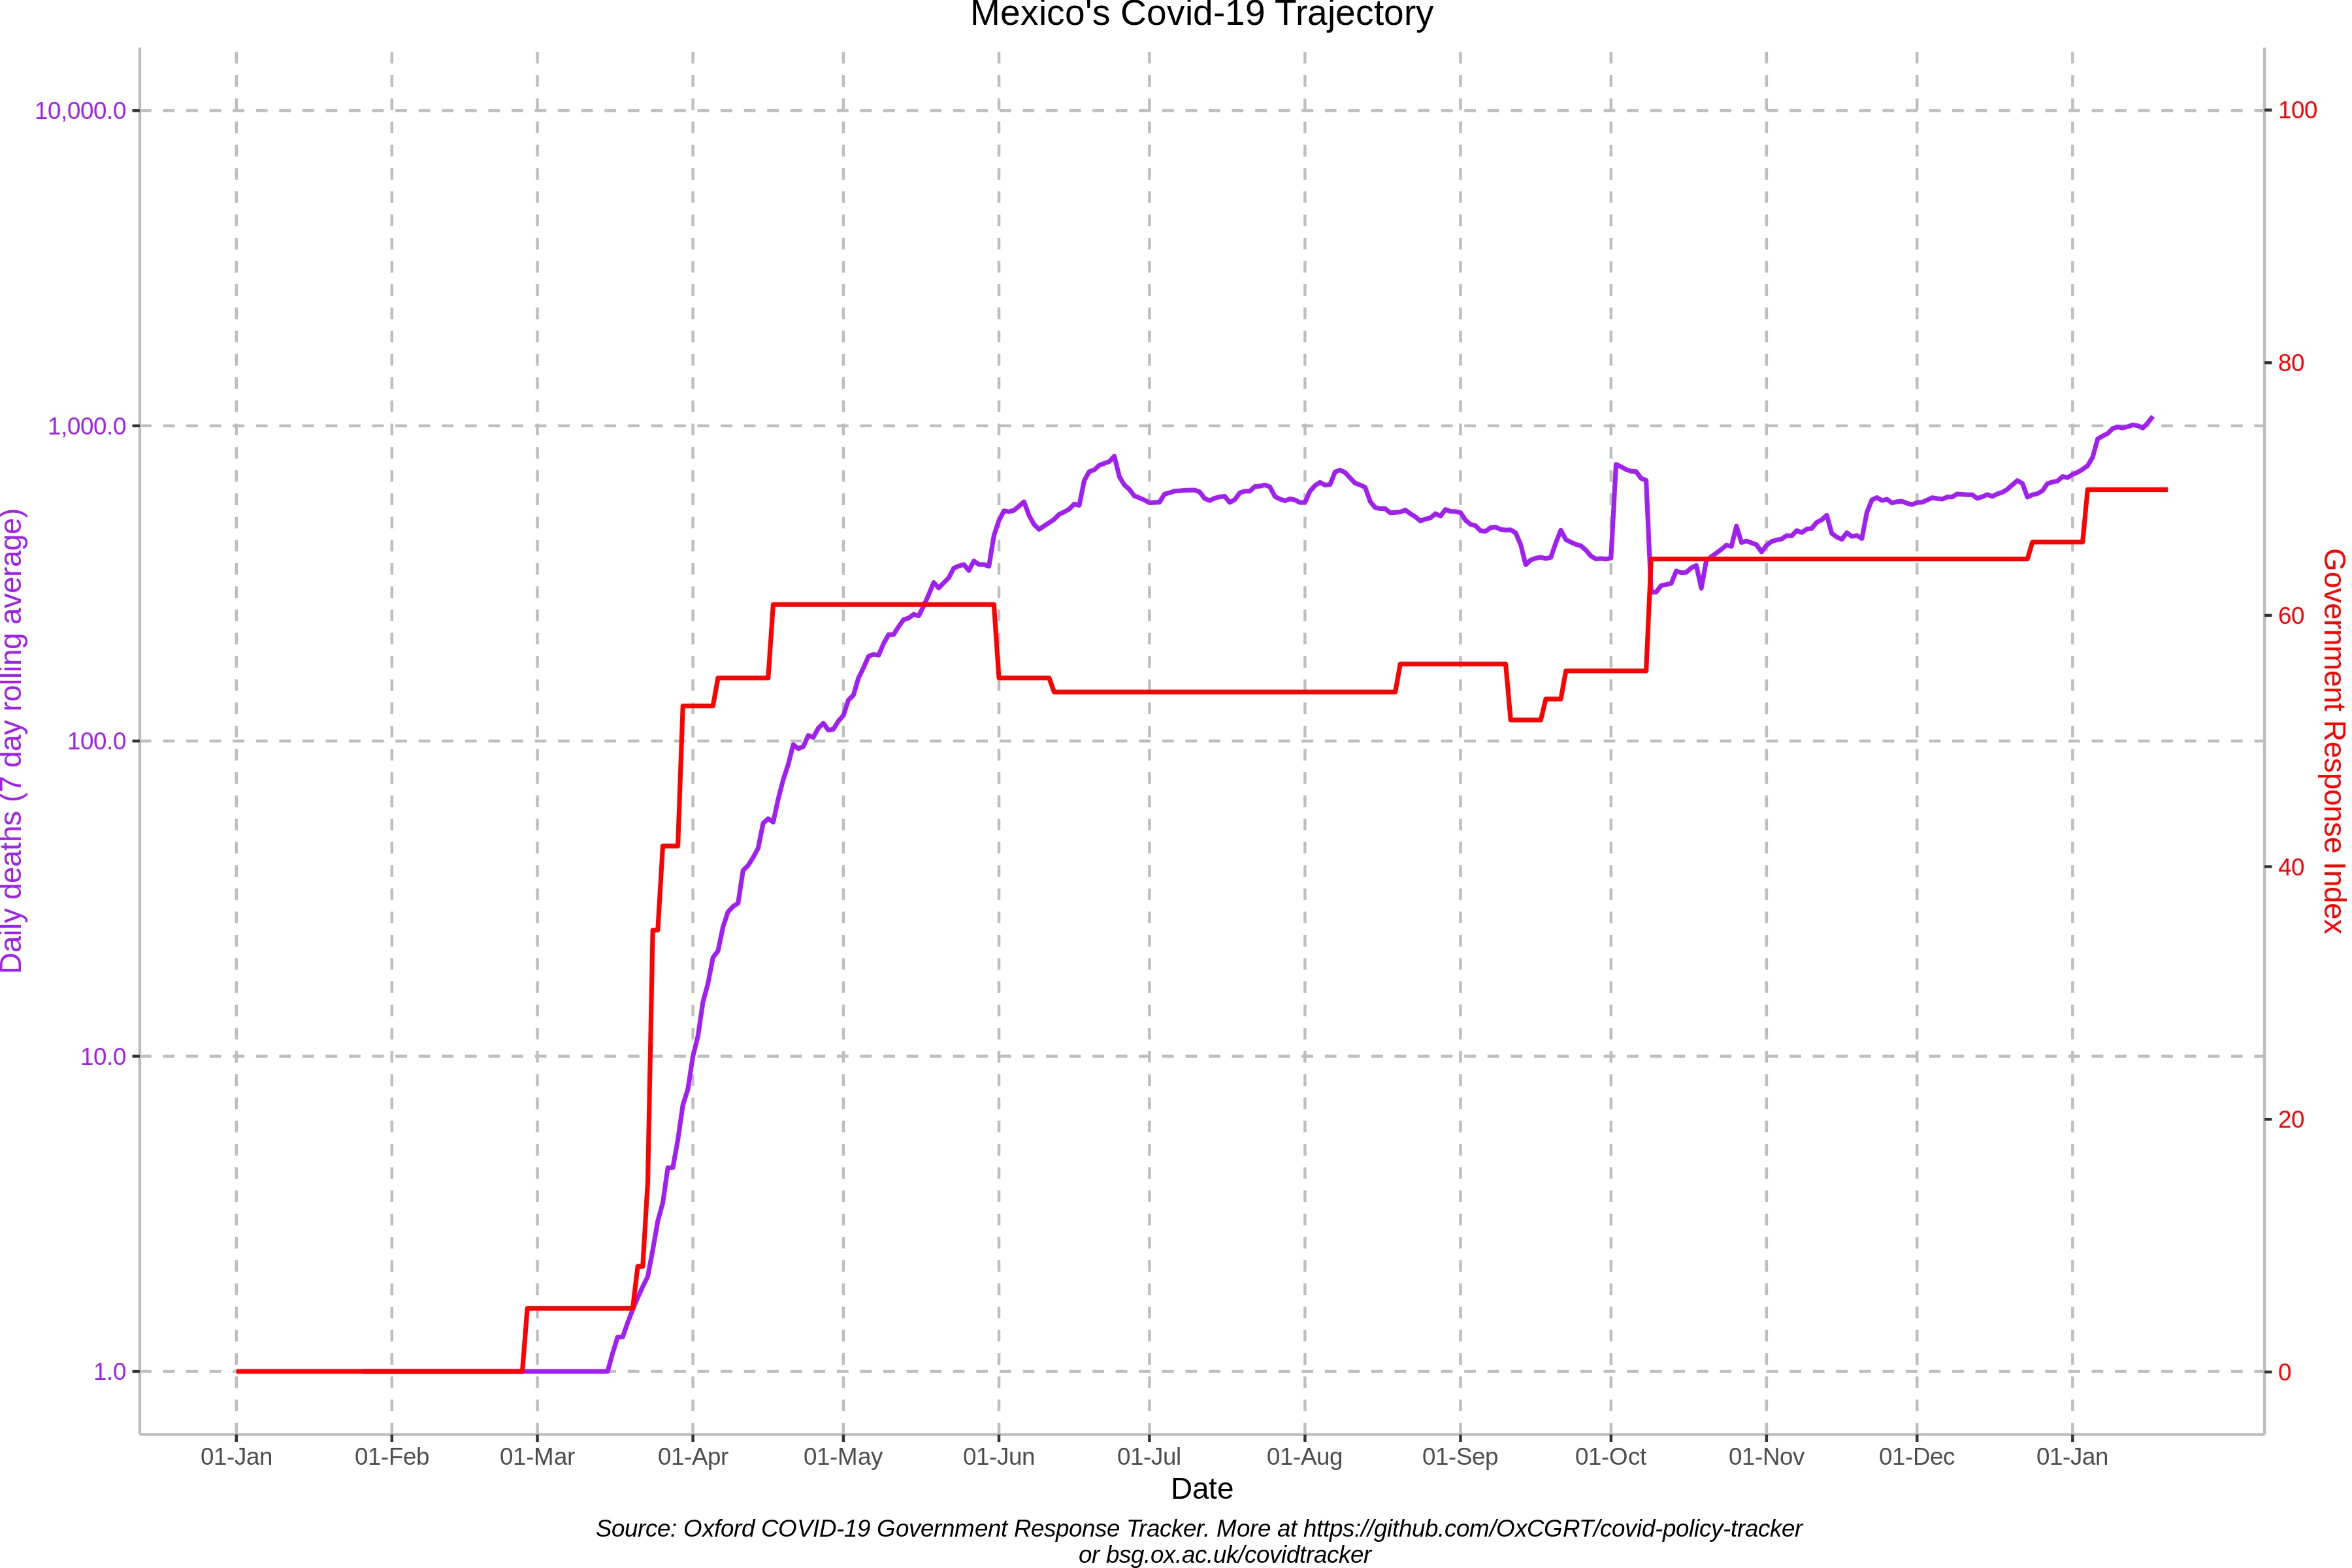 Mexico's Covid-19 Trajectory
10,000.0
1,000.0
100.0
10.0
1.0
Daily deaths (7 day rolling average)
100
80
60
40
20
0
Government Response Index
01-Jan
01-Feb
01-Mar
01-Apr
01-May
01-Jun
01-Jul
01-Aug
01-Sep
01-Oct
01-Nov
01-Dec
01-Jan
Date
Source: Oxford COVID-19 Government Response Tracker. More at https://github.com/OxCGRT/covid-policy-tracker
or bsg.ox.ac.uk/covidtracker